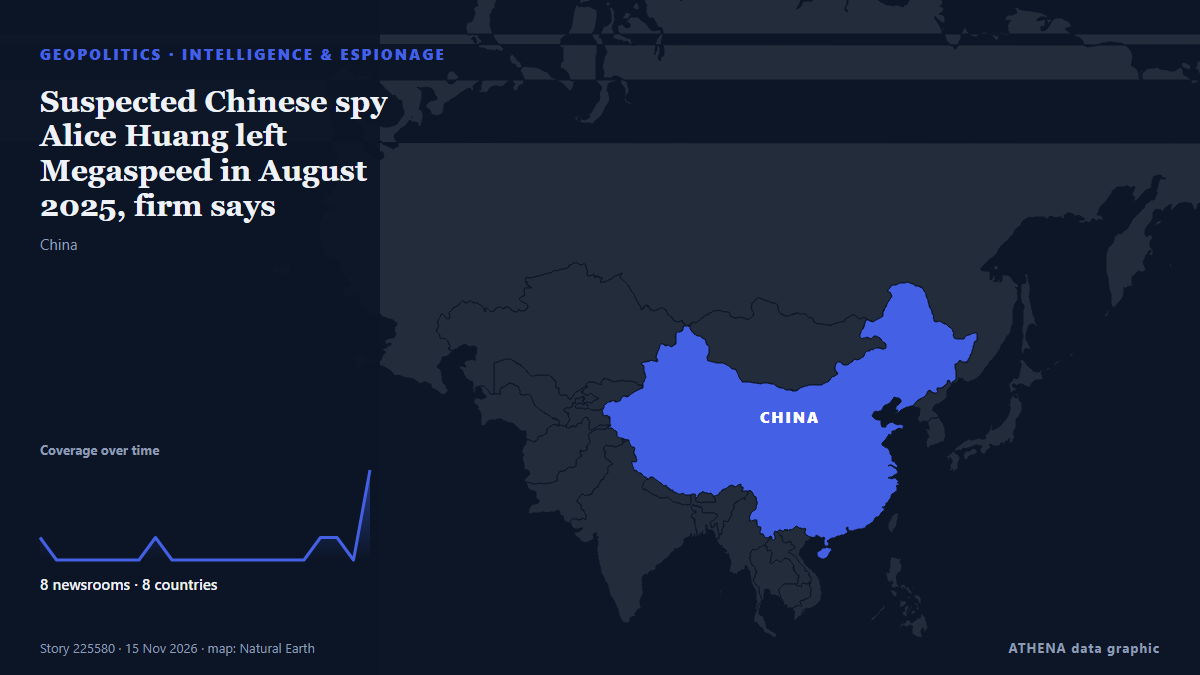 GEOPOLITICS · INTELLIGENCE & ESPIONAGE
Suspected Chinese spy
Alice Huang left
Megaspeed in August
2025, firm says
China
CHINA
Coverage over time
8 newsrooms · 8 countries
Story 225580 · 15 Nov 2026 · map: Natural Earth
ATHENA data graphic